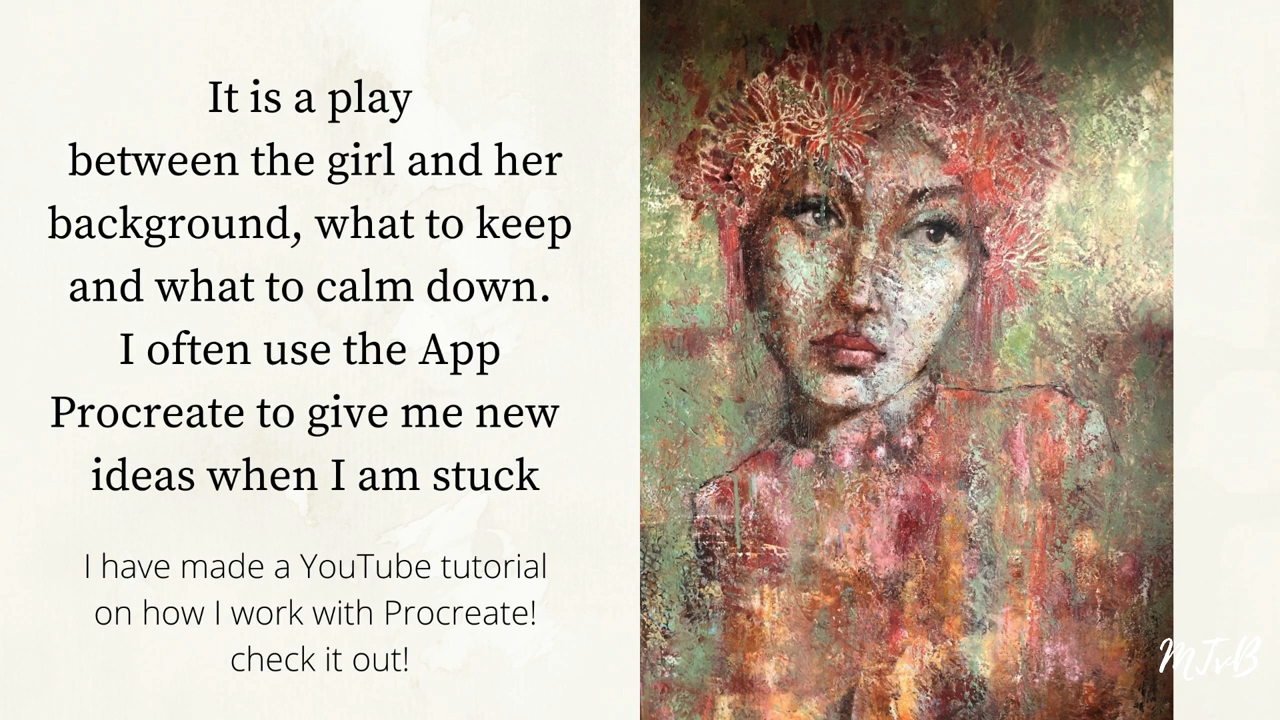 It is a play
between the girl and her
background, what to keep
and what to calm down.
I often use the App
Procreate to give me new
ideas when I am stuck
I have made a YouTube tutorial
on how I work with Procreate!
check it out!
MJvB